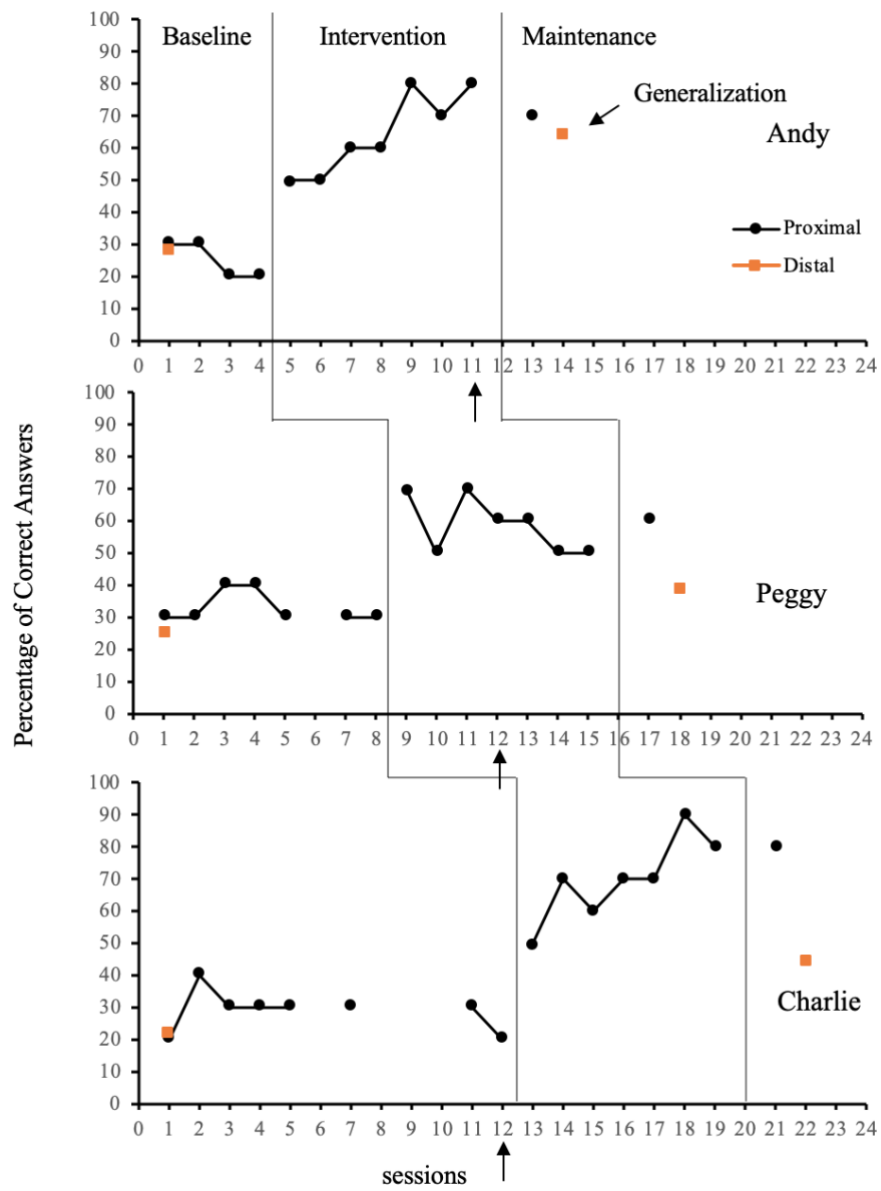 Baseline Intervention Maintenance
100
90
80
70
60
50
40
30
20
10
0
Generalization
Andy
Proximal
Distal
0 1 2 3 4 5 6 7 8 9 10 11 12 13 14 15 16 17 18 19 20 21 22 23 24
Percentage of Correct Answers
100
90
80
70
60
50
40
30
20
10
0
Peggy
0 1 2 3 4 5 6 7 8 9 10 11 12 13 14 15 16 17 18 19 20 21 22 23 24
100
90
80
70
60
50
40
30
20
10
0
Charlie
0 1 2 3 4 5 6 7 8 9 10 11 12 13 14 15 16 17 18 19 20 21 22 23 24
sessions